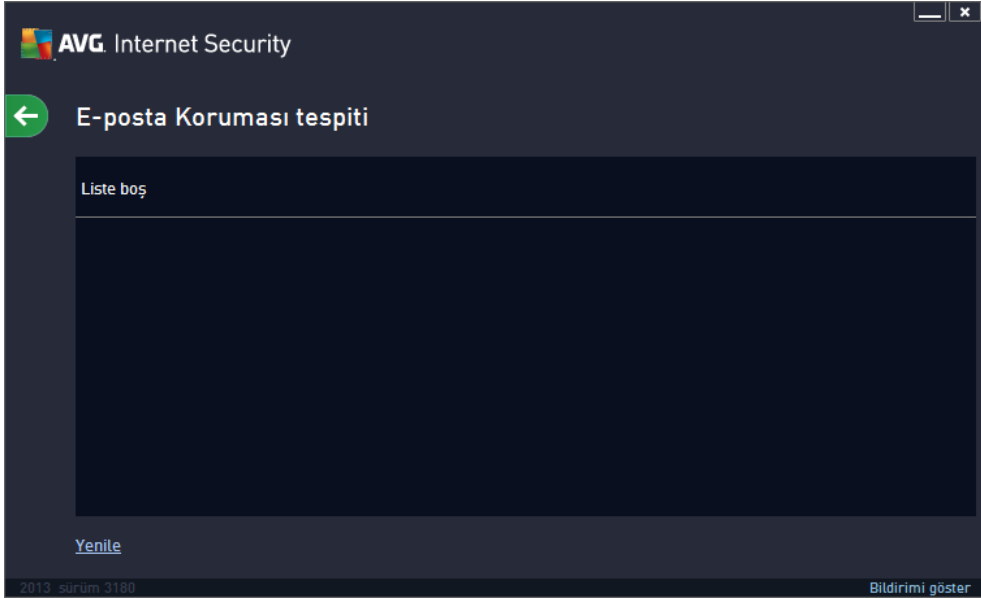 AVG. Internet Security
E-posta Koruması tespiti
Liste boş
Yenile
2013 sürüm 3180
Bildirimi göster